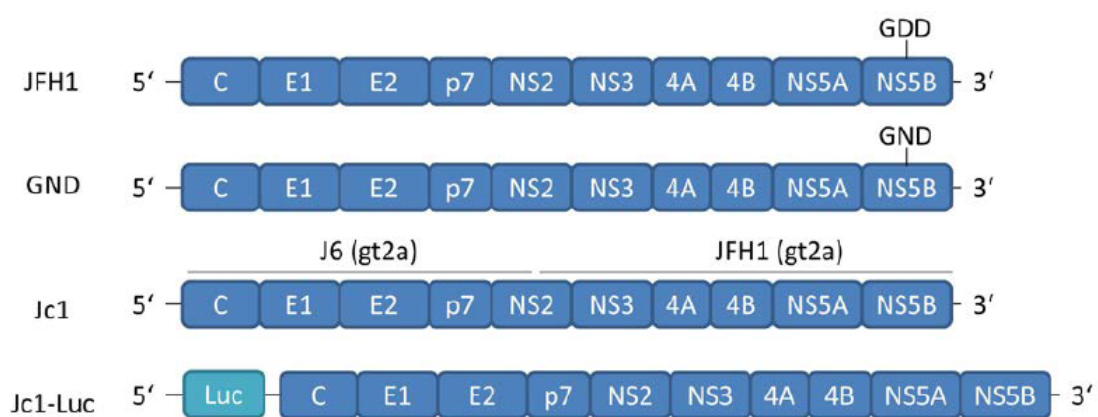 GDD
JFH1 5‘ C E1 E2 p7 NS2 NS3 4A 4B NS5A NS5B 3‘
GND
GND 5‘ C E1 E2 p7 NS2 NS3 4A 4B NS5A NS5B 3‘
J6 (gt2a) JFH1 (gt2a)
Jc1 5‘ C E1 E2 p7 NS2 NS3 4A 4B NS5A NS5B 3‘
Jc1-Luc 5‘ Luc C E1 E2 p7 NS2 NS3 4A 4B NS5A NS5B 3‘